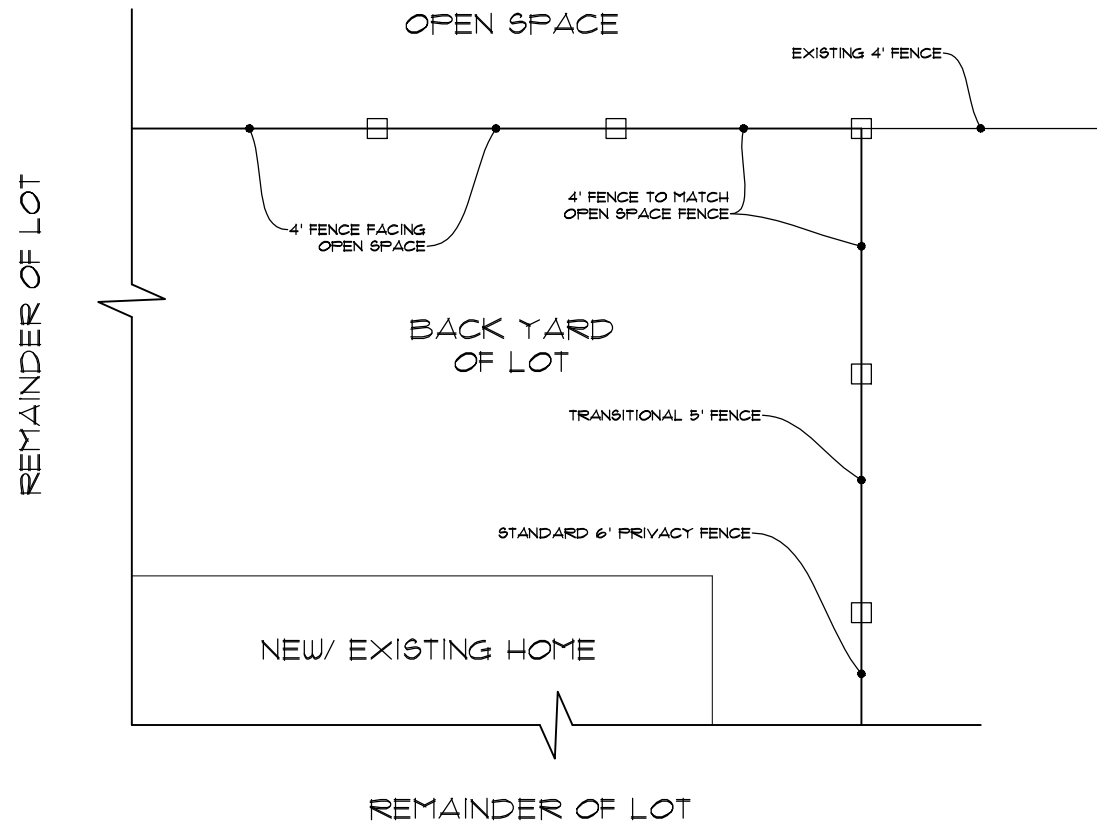 OPEN SPACE
EXISTING 4' FENCE
4' FENCE TO MATCH
OPEN SPACE FENCE
4' FENCE FACING
OPEN SPACE
REMAINDER OF LOT
BACK YARD
OF LOT
TRANSITIONAL 5' FENCE
STANDARD 6' PRIVACY FENCE
NEW/ EXISTING HOME
REMAINDER OF LOT